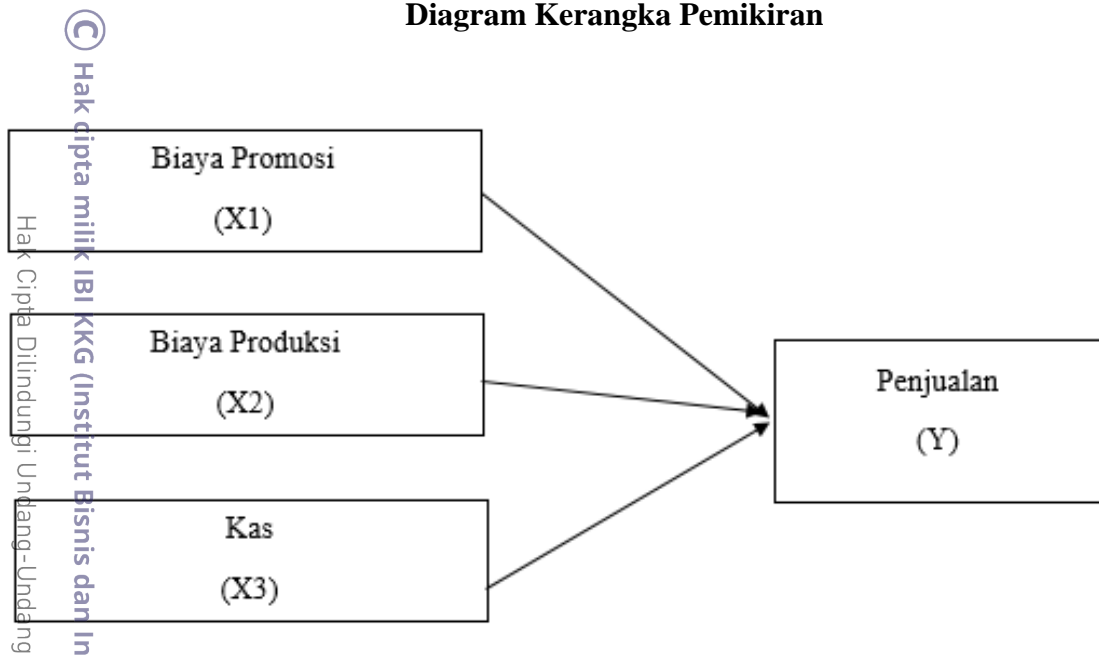 Diagram Kerangka Pemikiran
© Hak cipta milik IBI KKG (Institut Bisnis dan In
Hak Cipta Dilindungi Undang-Undang
Biaya Promosi
(X1)
Biaya Produksi
(X2)
Kas
(X3)
Penjualan
(Y)